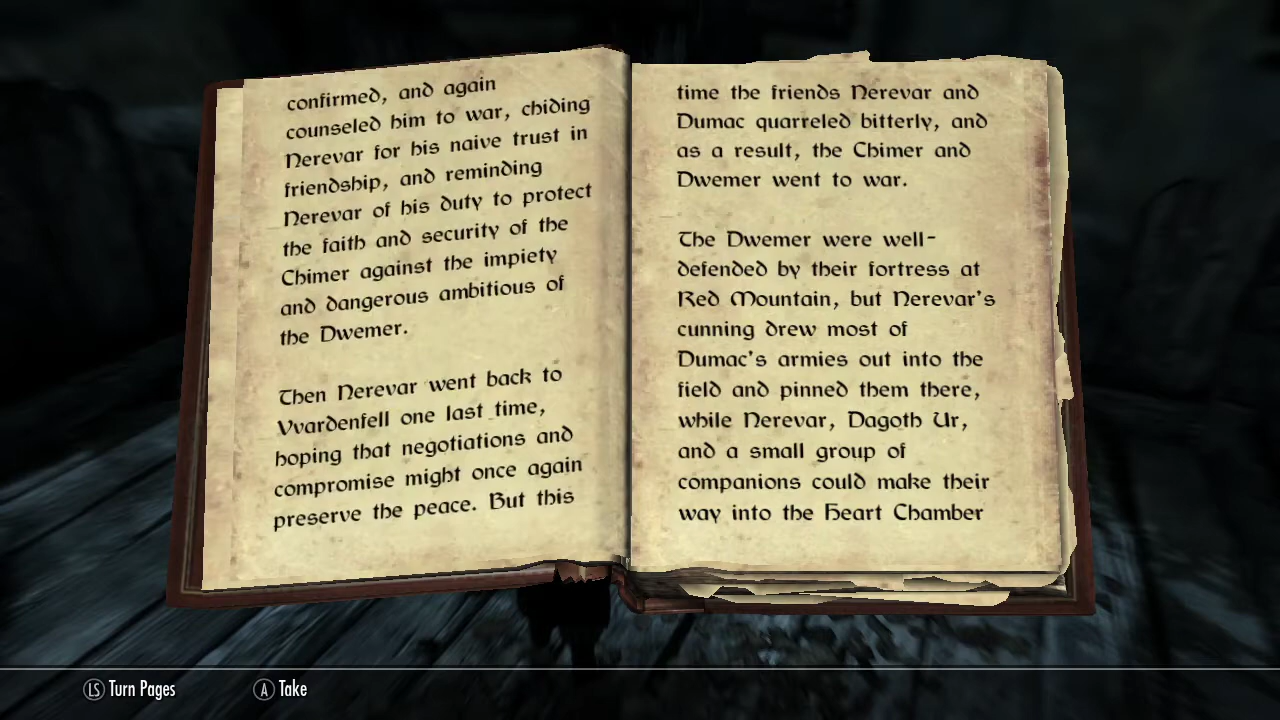 confirmed, and again
counseled him to war, chiding
Nerevar for his naive trust in
friendship, and reminding
Nerevar of his duty to protect
the faith and security of the
Chimer against the impiety
and dangerous ambitious of
the Dwemer.
Then Nerevar went back to
Vvardenfell one last time,
hoping that negotiations and
compromise might once again
preserve the peace. But this
time the friends Nerevar and
Dumac quarreled bitterly, and
as a result, the Chimer and
Dwemer went to war.
The Dwemer were well-
defended by their fortress at
Red Mountain, but Nerevar's
cunning drew most of
Dumac's armies out into the
field and pinned them there,
while Nerevar, Dagoth Ur,
and a small group of
companions could make their
way into the Heart Chamber
LS Turn Pages
A Take